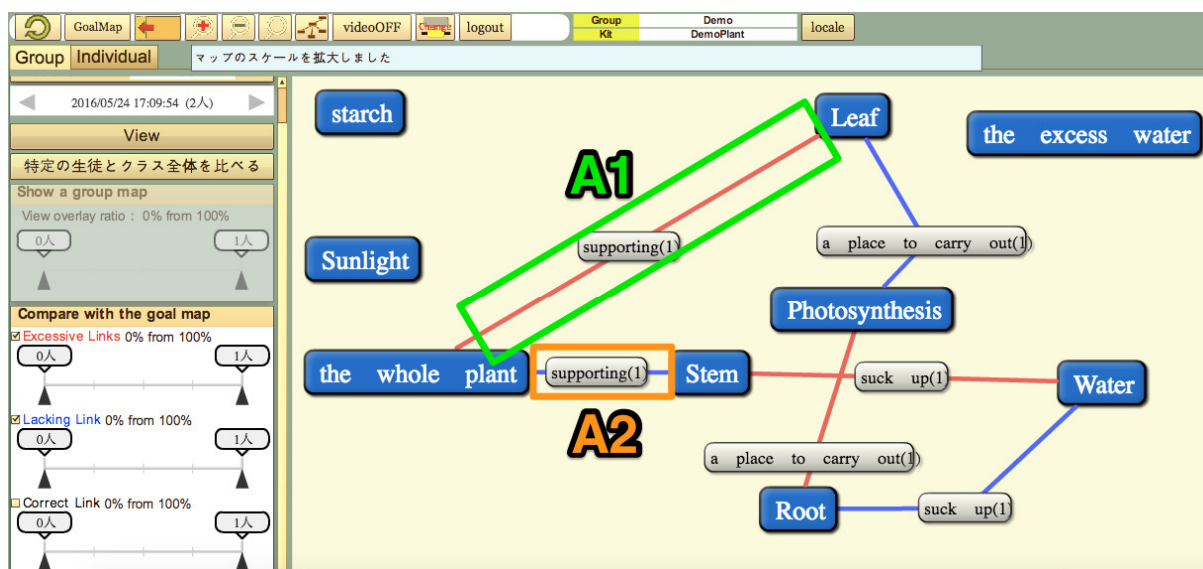 GoalMap videoOFF Change logout Group Demo locale
Kit DemoPlant
Group Individual マップのスケールを拡大しました
2016/05/24 17:09:54 (2人)
View
特定の生徒とクラス全体を比べる
Show a group map
View overlay ratio : 0% from 100%
0人 1人
Compare with the goal map
Excessive Links 0% from 100%
0人 1人
Lacking Link 0% from 100%
0人 1人
Correct Link 0% from 100%
0人 1人
starch
Leaf
the excess water
A1
supporting(1)
a place to carry out(1)
Sunlight
Photosynthesis
the whole plant
supporting(1)
Stem
suck up(1)
Water
A2
a place to carry out(1)
Root
suck up(1)